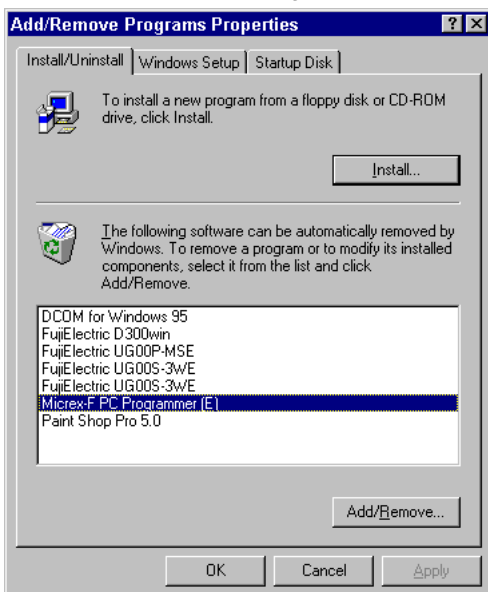 Add/Remove Programs Properties
Install/Uninstall
Windows Setup
Startup Disk
To install a new program from a floppy disk or CD-ROM
drive, click Install.
Install...
The following software can be automatically removed by
Windows. To remove a program or to modify its installed
components, select it from the list and click
Add/Remove.
DCOM for Windows 95
FujiElectric D300win
FujiElectric UG00P-MSE
FujiElectric UG00S-3WE
FujiElectric UG00S-3WE
Micrex-F PC Programmer (E)
Paint Shop Pro 5.0
Add/Remove...
OK
Cancel
Apply